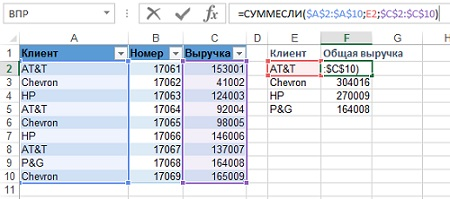 ВПР =СУММЕСЛИ($A$2:$A$10;E2;$C$2:$C$10)
A B C D E F G H
1 Клиент Номер Выручка Клиент Общая выручка
2 AT&T 17061 153001 AT&T :$C$10)
3 Chevron 17062 41002 Chevron 304016
4 HP 17063 124003 HP 270009
5 AT&T 17064 92004 P&G 164008
6 Chevron 17065 98005
7 HP 17066 146006
8 AT&T 17067 137007
9 P&G 17068 164008
10 Chevron 17069 165009
11